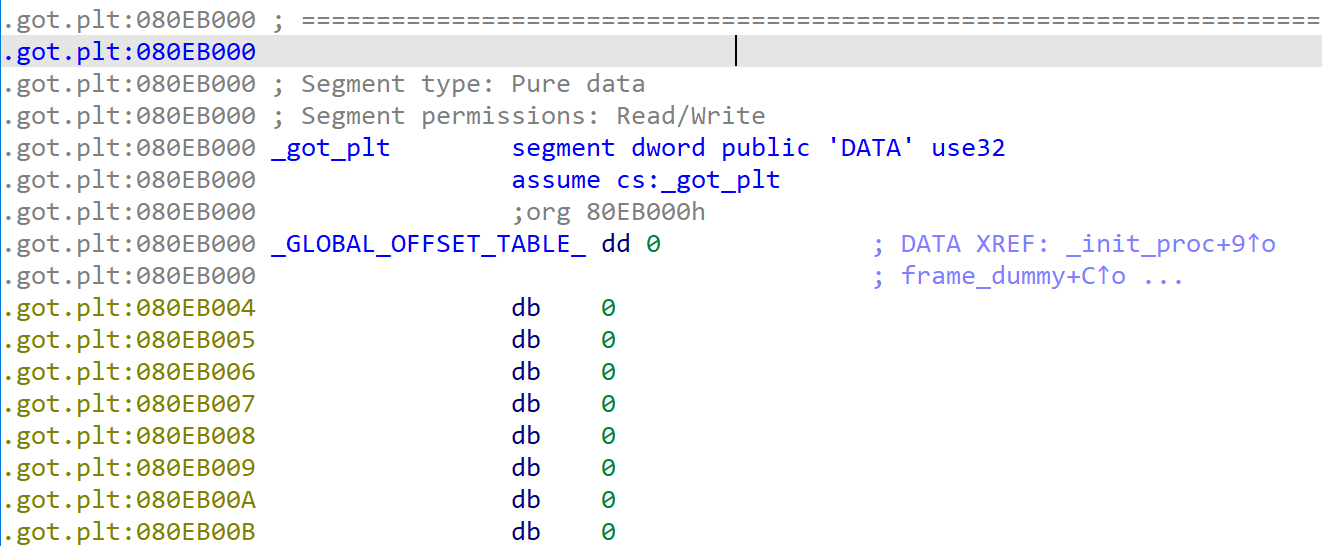 .got.plt:080EB000 ; ======================================================================
.got.plt:080EB000
.got.plt:080EB000 ; Segment type: Pure data
.got.plt:080EB000 ; Segment permissions: Read/Write
.got.plt:080EB000 _got_plt        segment dword public 'DATA' use32
.got.plt:080EB000                 assume cs:_got_plt
.got.plt:080EB000                 ;org 80EB000h
.got.plt:080EB000 _GLOBAL_OFFSET_TABLE_ dd 0              ; DATA XREF: _init_proc+9↑o
.got.plt:080EB000                                         ; frame_dummy+C↑o ...
.got.plt:080EB004                 db    0
.got.plt:080EB005                 db    0
.got.plt:080EB006                 db    0
.got.plt:080EB007                 db    0
.got.plt:080EB008                 db    0
.got.plt:080EB009                 db    0
.got.plt:080EB00A                 db    0
.got.plt:080EB00B                 db    0